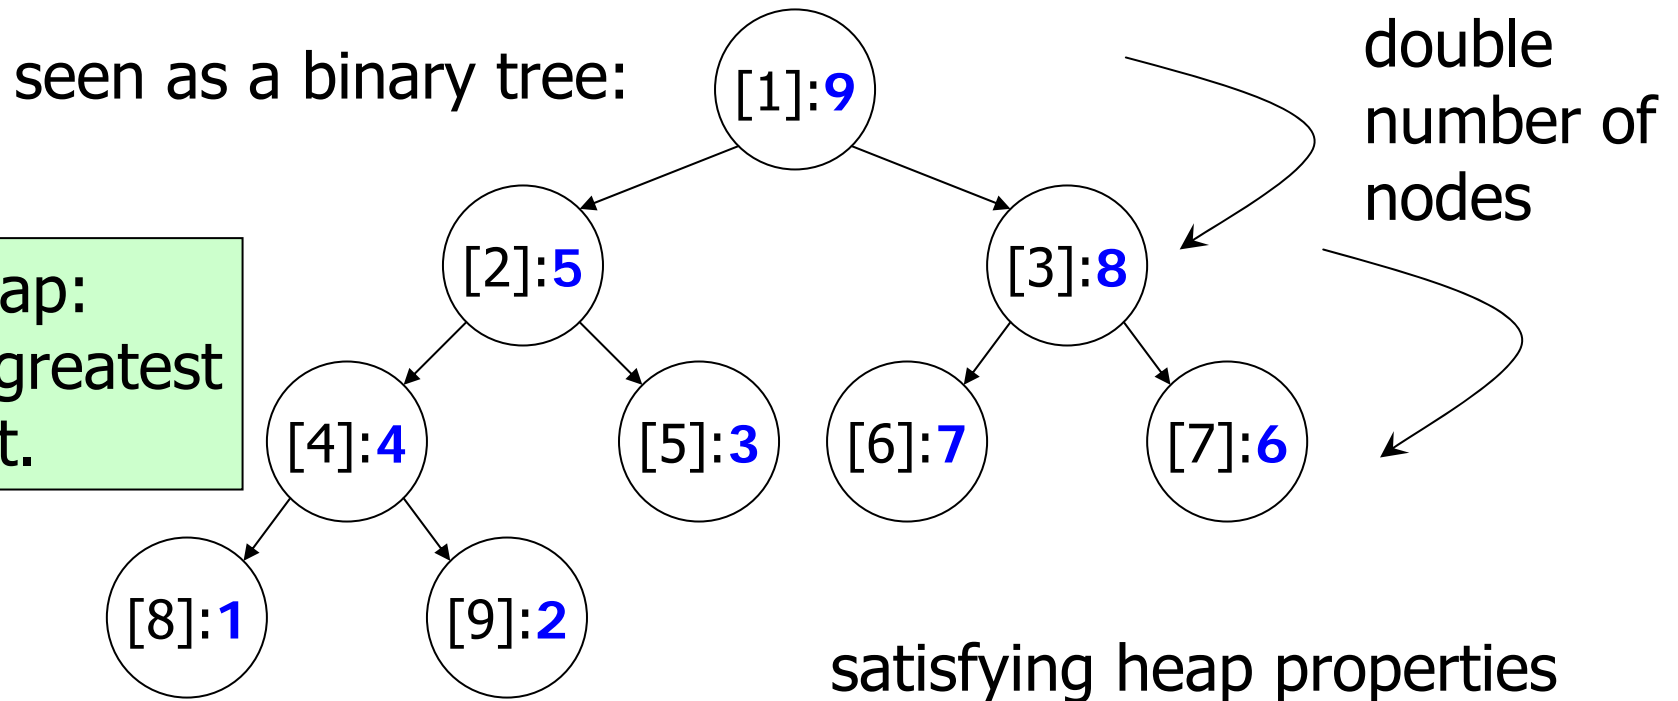 seen as a binary tree:
[1]:9
double
number of
nodes
[2]:5
[3]:8
ap:
greatest
t.
[4]:4
[5]:3
[6]:7
[7]:6
[8]:1
[9]:2
satisfying heap properties